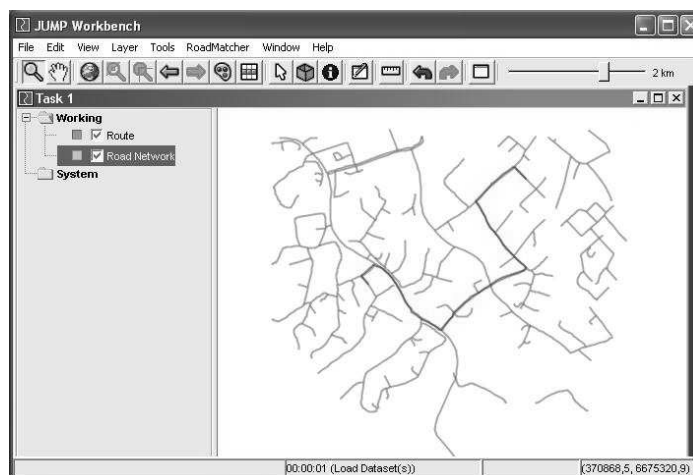 JUMP Workbench
File Edit View Layer Tools RoadMatcher Window Help
2 km
Task 1
Working
Route
Road Network
System
00:00:01 (Load Dataset(s))
(370868,5, 6675320,9)